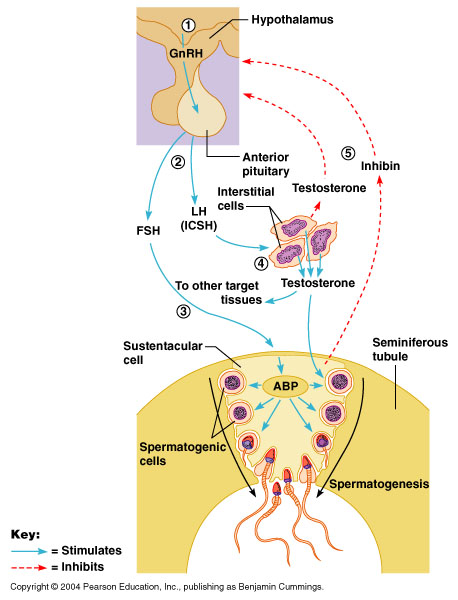 1
Hypothalamus
GnRH
2
Anterior
pituitary
5
Inhibin
Testosterone
Interstitial
cells
LH
(ICSH)
FSH
4
Testosterone
To other target
tissues
3
Seminiferous
tubule
Sustentacular
cell
ABP
Spermatogenic
cells
Spermatogenesis
Key:
= Stimulates
= Inhibits
Copyright © 2004 Pearson Education, Inc., publishing as Benjamin Cummings.